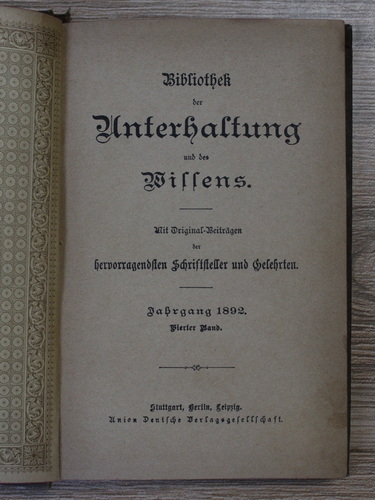 Bibliothek
der
Unterhaltung
und des
Wissens.
Mit Original-Beiträgen
der
hervorragendsten Schriftsteller und Gelehrten.
Jahrgang 1892.
Vierter Band.
Stuttgart, Berlin, Leipzig.
Union Deutsche Verlagsgesellschaft.